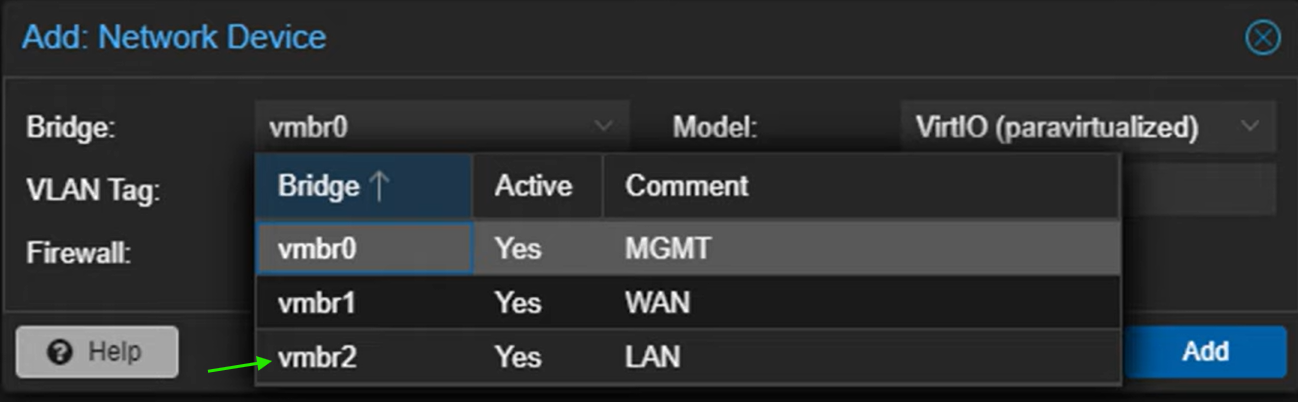 Add: Network Device
Bridge: vmbr0 Model: VirtIO (paravirtualized)
Bridge Active Comment
VLAN Tag:
vmbr0 Yes MGMT
Firewall:
vmbr1 Yes WAN
Help vmbr2 Yes LAN Add